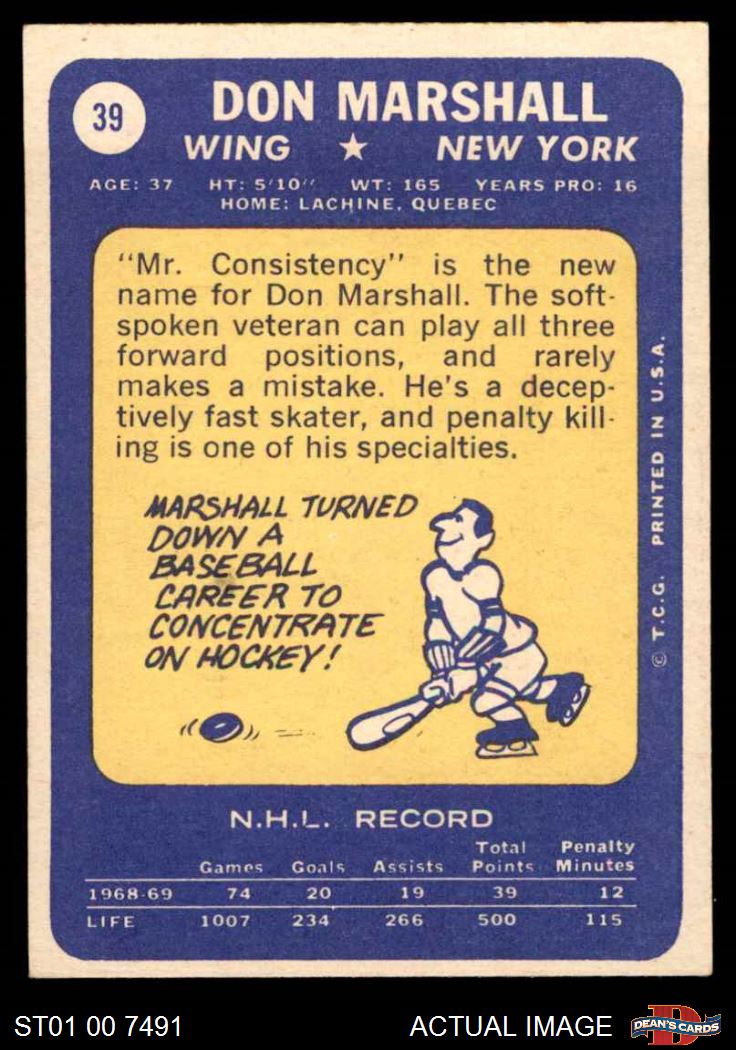 39
DON MARSHALL
WING ★ NEW YORK
AGE: 37 HT: 5'10'' WT: 165 YEARS PRO: 16
HOME: LACHINE, QUEBEC
"Mr. Consistency" is the new
name for Don Marshall. The soft-
spoken veteran can play all three
forward positions, and rarely
makes a mistake. He's a decep-
tively fast skater, and penalty kill-
ing is one of his specialties.
MARSHALL TURNED
DOWN A
BASEBALL
CAREER TO
CONCENTRATE
ON HOCKEY!
© T.C.G. PRINTED IN U.S.A.
N.H.L. RECORD
Games Goals Assists Total Points Penalty Minutes
1968-69 74 20 19 39 12
LIFE 1007 234 266 500 115
ST01 00 7491 ACTUAL IMAGE D DEAN'S CARDS